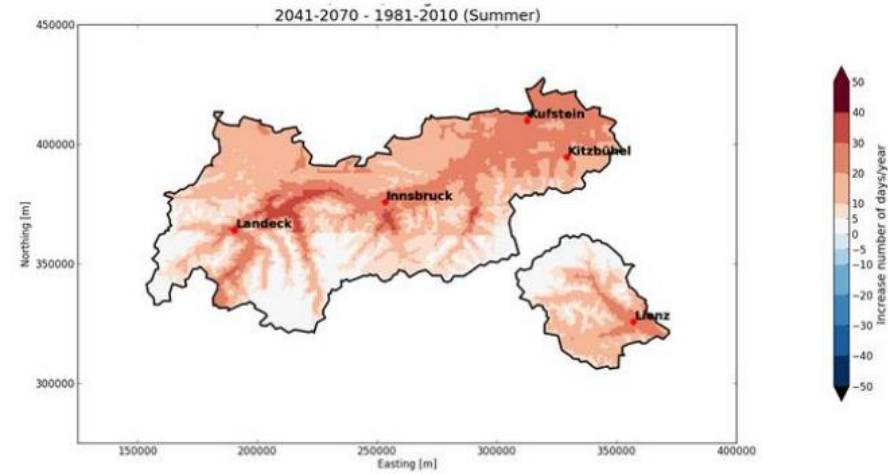 2041-2070 - 1981-2010 (Summer)
450000
400000
350000
300000
Northing [m]
150000
200000
250000
300000
350000
400000
Easting [m]
Kufstein
Kitzbühel
Innsbruck
Landeck
Lienz
50
40
30
20
10
5
0
−5
−10
−20
−30
−40
−50
Increase number of days/year